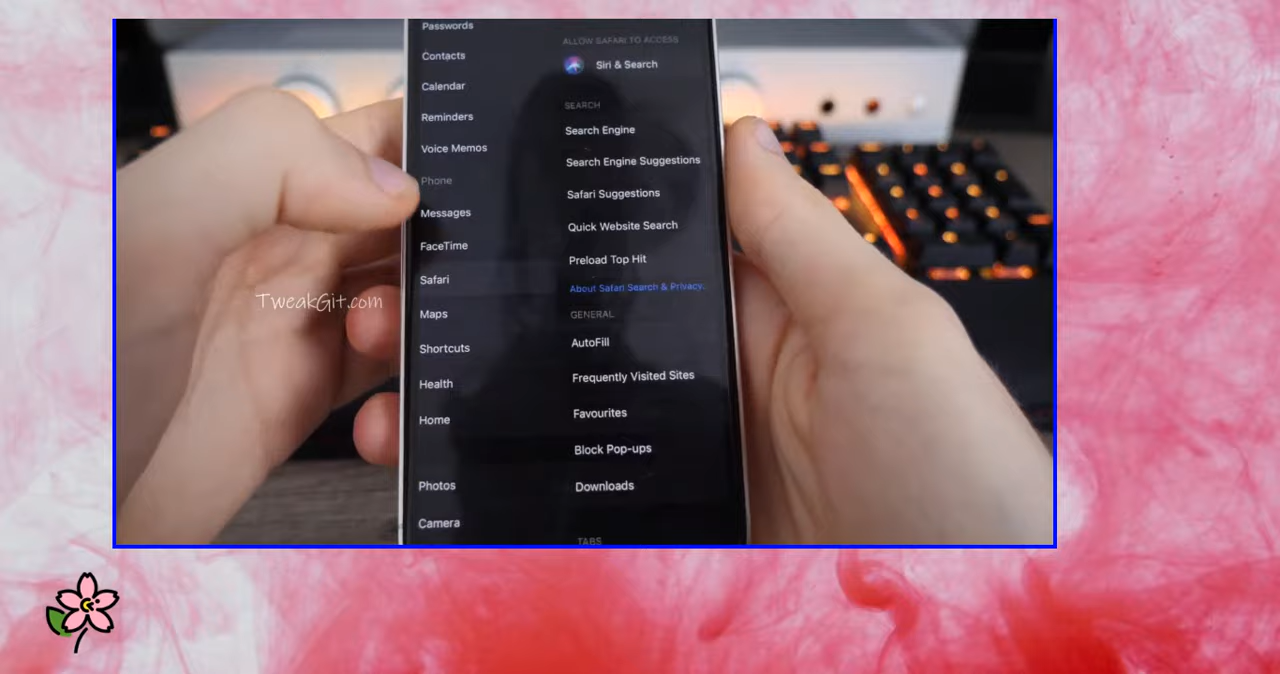 Passwords
Contacts
Calendar
Reminders
Voice Memos
Phone
Messages
FaceTime
Safari
Maps
Shortcuts
Health
Home
Photos
Camera
ALLOW SAFARI TO ACCESS
Siri & Search
SEARCH
Search Engine
Search Engine Suggestions
Safari Suggestions
Quick Website Search
Preload Top Hit
About Safari Search & Privacy..
GENERAL
AutoFill
Frequently Visited Sites
Favourites
Block Pop-ups
Downloads
TABS
TweakGit.com